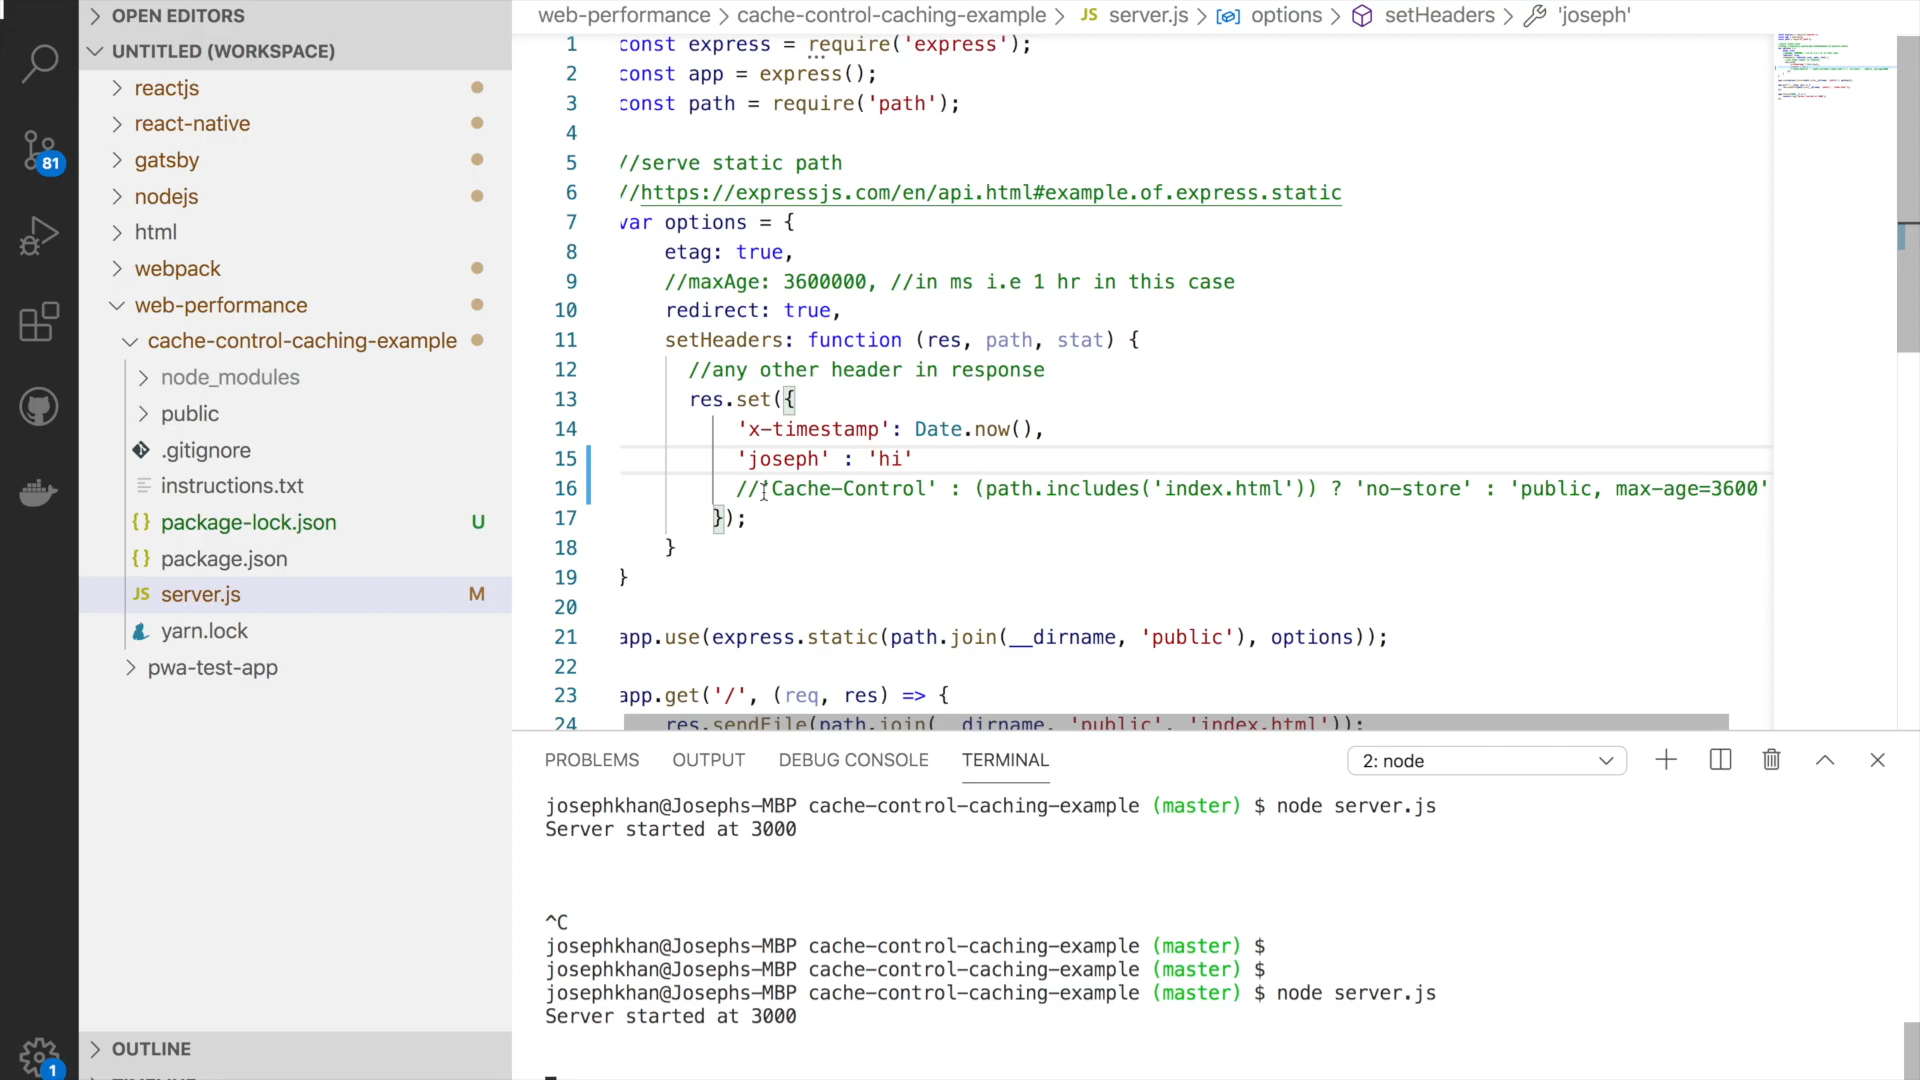 OPEN EDITORS
UNTITLED (WORKSPACE)
reactjs
react-native
gatsby
nodejs
html
webpack
web-performance
cache-control-caching-example
node_modules
public
.gitignore
instructions.txt
{} package-lock.json U
{} package.json
JS server.js M
yarn.lock
pwa-test-app
OUTLINE
81
1
web-performance > cache-control-caching-example > JS server.js > options > setHeaders > 'joseph'
1 const express = require('express');
2 const app = express();
3 const path = require('path');
4
5 //serve static path
6 //https://expressjs.com/en/api.html#example.of.express.static
7 var options = {
8 etag: true,
9 //maxAge: 3600000, //in ms i.e 1 hr in this case
10 redirect: true,
11 setHeaders: function (res, path, stat) {
12 //any other header in response
13 res.set({
14 'x-timestamp': Date.now(),
15 'joseph' : 'hi'
16 //'Cache-Control' : (path.includes('index.html')) ? 'no-store' : 'public, max-age=3600'
17 });
18 }
19 }
20
21 app.use(express.static(path.join(__dirname, 'public'), options));
22
23 app.get('/', (req, res) => {
24 res.sendFile(path.join(__dirname, 'public', 'index.html'));
PROBLEMS OUTPUT DEBUG CONSOLE TERMINAL 2: node
josephkhan@Josephs-MBP cache-control-caching-example (master) $ node server.js
Server started at 3000
^C
josephkhan@Josephs-MBP cache-control-caching-example (master) $
josephkhan@Josephs-MBP cache-control-caching-example (master) $
josephkhan@Josephs-MBP cache-control-caching-example (master) $ node server.js
Server started at 3000